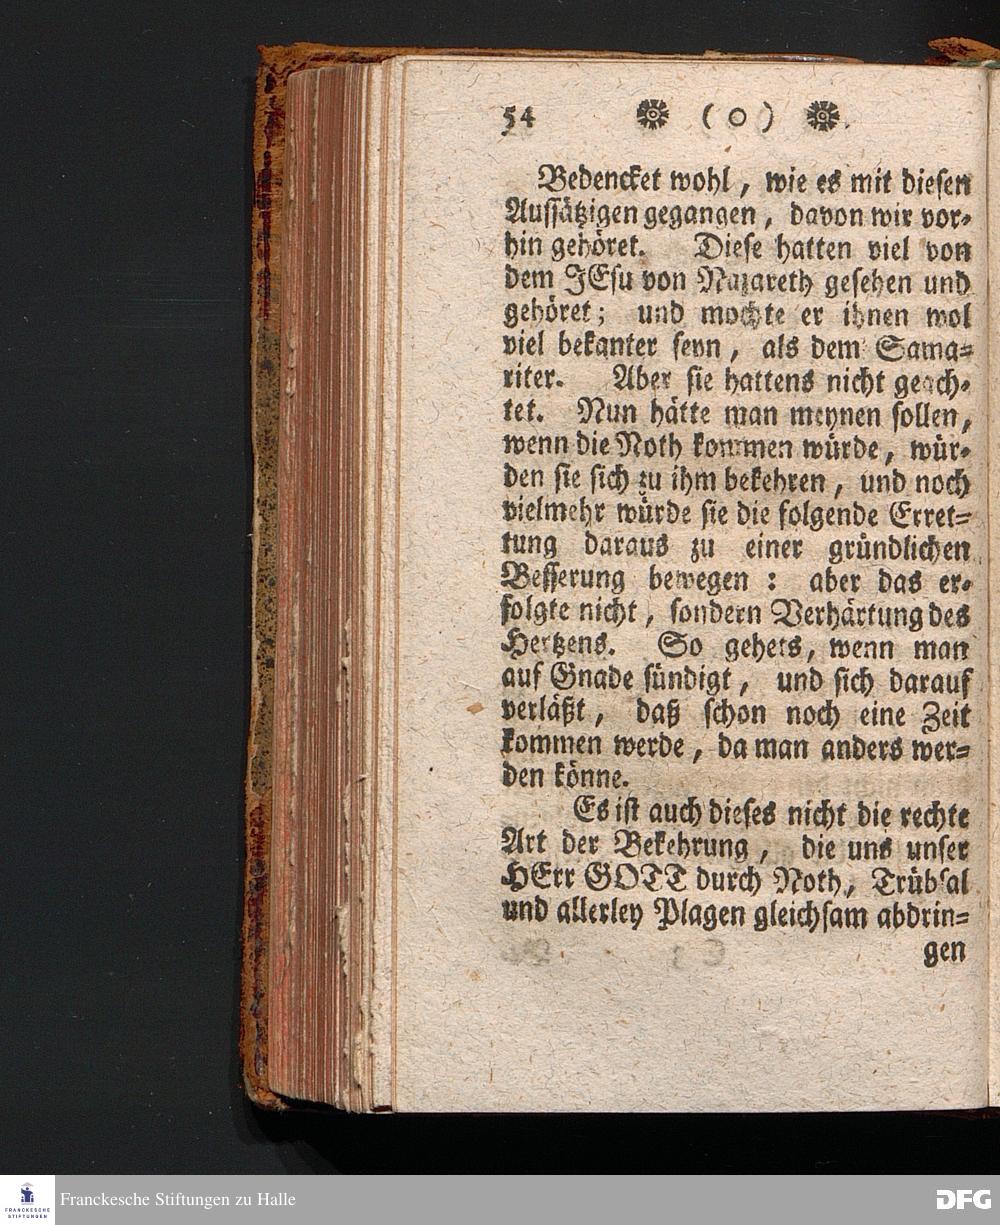 54 ❋ ( o ) ❋
Bedencket wohl, wie es mit diesen
Aussätzigen gegangen, davon wir vor-
hin gehöret. Diese hatten viel von
dem JEsu von Nazareth gesehen und
gehöret; und mochte er ihnen wol
viel bekanter seyn, als dem Sama-
riter. Aber sie hattens nicht geach-
tet. Nun hätte man meynen sollen,
wenn die Noth kommen würde, wür-
den sie sich zu ihm bekehren, und noch
vielmehr würde sie die folgende Erret-
tung daraus zu einer gründlichen
Besserung bewegen: aber das er-
folgte nicht, sondern Verhärtung des
Hertzens. So gehets, wenn man
auf Gnade sündigt, und sich darauf
verläßt, daß schon noch eine Zeit
kommen werde, da man anders wer-
den könne.
Es ist auch dieses nicht die rechte
Art der Bekehrung, die uns unser
HErr GOTT durch Noth, Trübsal
und allerley Plagen gleichsam abdrin-
gen
FRANCKESCHE
STIFTUNGEN
Franckesche Stiftungen zu Halle
DFG